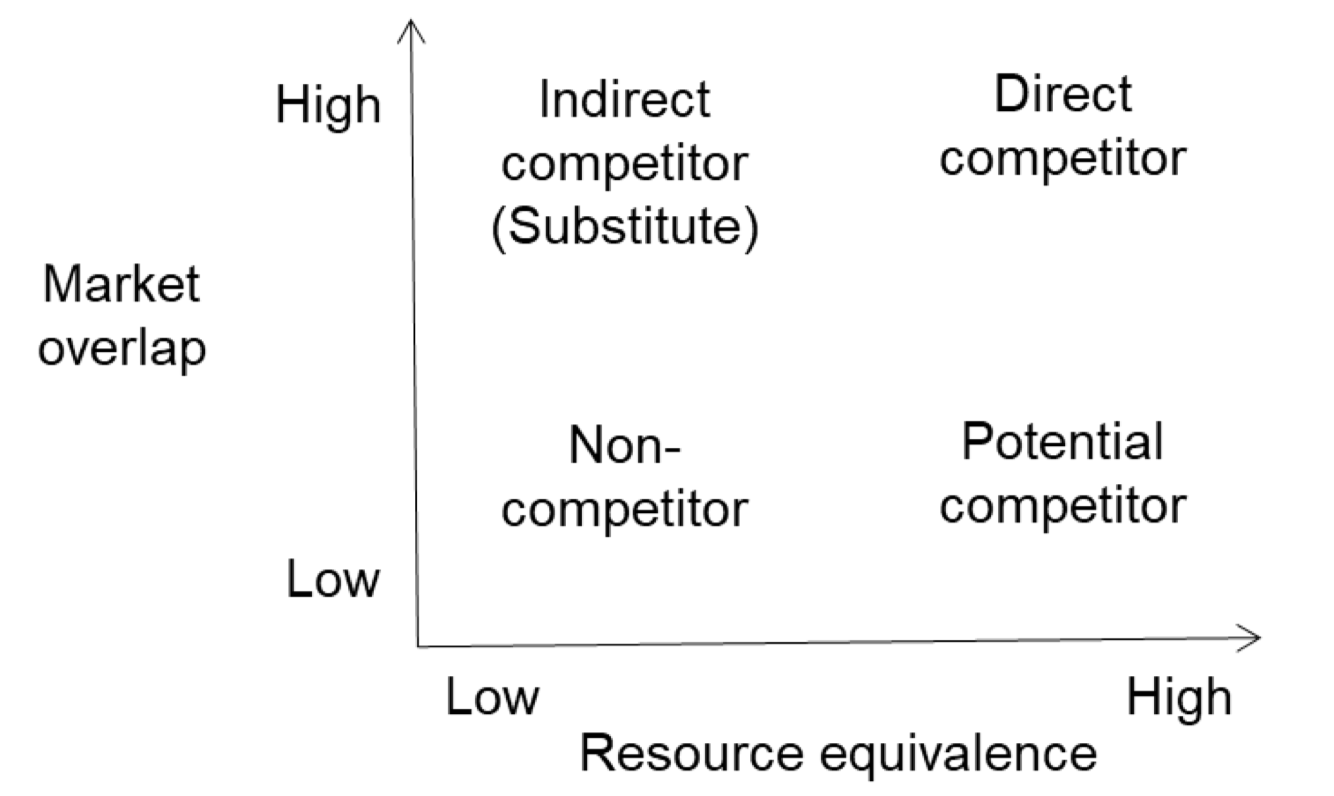 High
Indirect
competitor
(Substitute)
Direct
competitor
Market
overlap
Non-
competitor
Potential
competitor
Low
Low
High
Resource equivalence